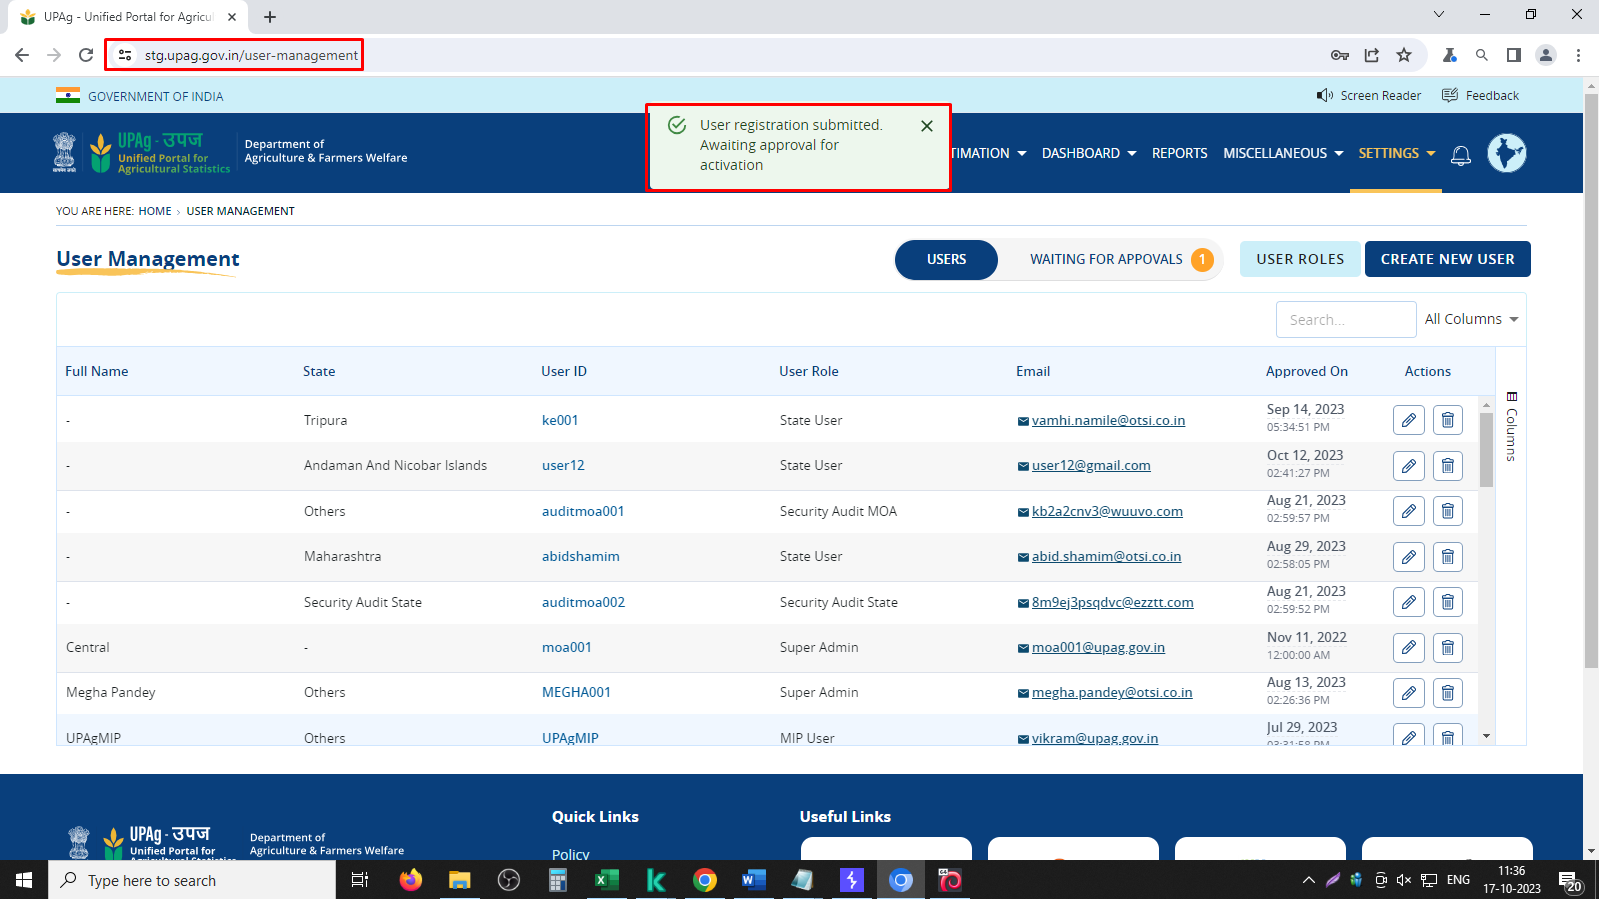 UPAg - Unified Portal for Agricul
stg.upag.gov.in/user-management
GOVERNMENT OF INDIA
Screen Reader
Feedback
UPAg - उपज
Unified Portal for
Agricultural Statistics
Department of
Agriculture & Farmers Welfare
User registration submitted.
Awaiting approval for
activation
TIMATION
DASHBOARD
REPORTS
MISCELLANEOUS
SETTINGS
YOU ARE HERE: HOME › USER MANAGEMENT
User Management
USERS
WAITING FOR APPOVALS 1
USER ROLES
CREATE NEW USER
Search...
All Columns
Full Name State User ID User Role Email Approved On Actions
Columns
- Tripura ke001 State User vamhi.namile@otsi.co.in Sep 14, 2023
05:34:51 PM
- Andaman And Nicobar Islands user12 State User user12@gmail.com Oct 12, 2023
02:41:27 PM
- Others auditmoa001 Security Audit MOA kb2a2cnv3@wuuvo.com Aug 21, 2023
02:59:57 PM
- Maharashtra abidshamim State User abid.shamim@otsi.co.in Aug 29, 2023
02:58:05 PM
- Security Audit State auditmoa002 Security Audit State 8m9ej3psqdvc@ezztt.com Aug 21, 2023
02:59:52 PM
Central - moa001 Super Admin moa001@upag.gov.in Nov 11, 2022
12:00:00 AM
Megha Pandey Others MEGHA001 Super Admin megha.pandey@otsi.co.in Aug 13, 2023
02:26:36 PM
UPAgMIP Others UPAgMIP MIP User vikram@upag.gov.in Jul 29, 2023
03:31:58 PM
UPAg - उपज
Unified Portal for
Agricultural Statistics
Department of
Agriculture & Farmers Welfare
Quick Links
Policy
Useful Links
Type here to search
ENG
11:36
17-10-2023
20